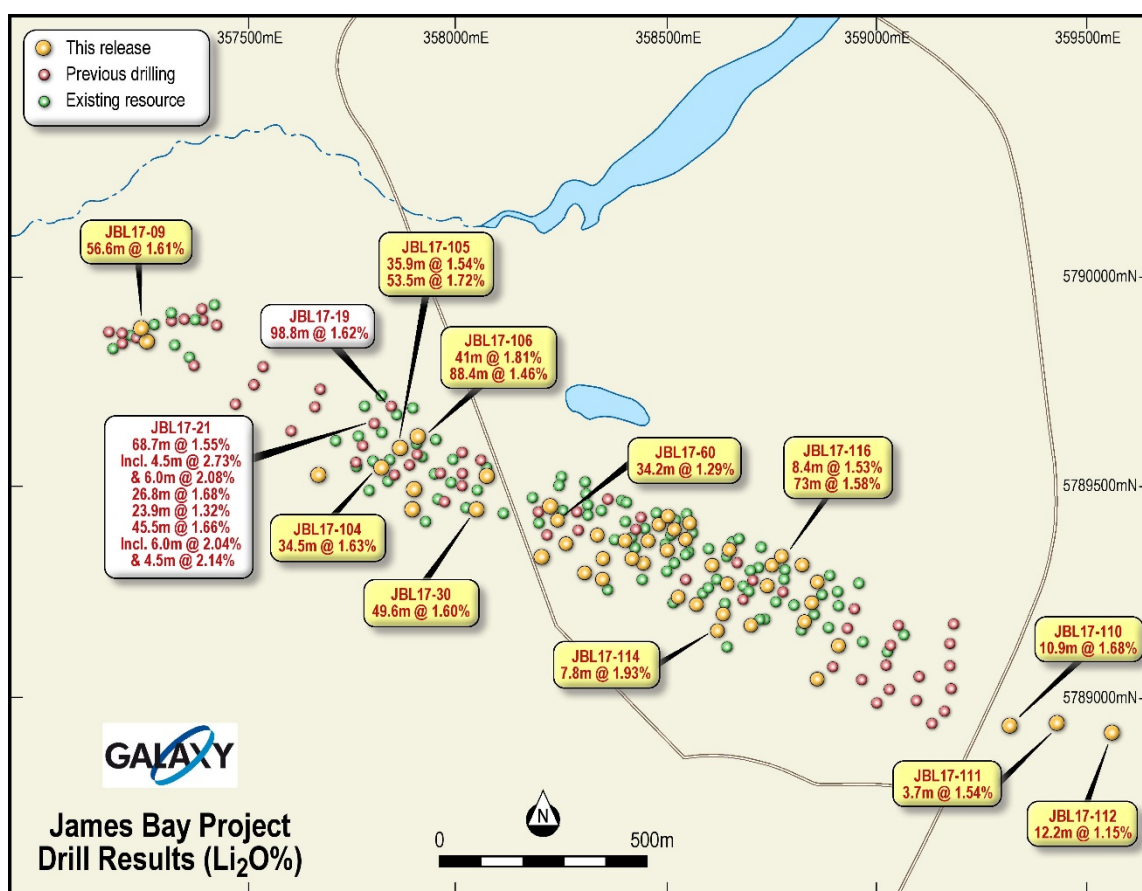 357500mE
358000mE
358500mE
359000mE
359500mE
This release
Previous drilling
Existing resource
JBL17-09
56.6m @ 1.61%
JBL17-105
35.9m @ 1.54%
53.5m @ 1.72%
5790000mN
JBL17-19
98.8m @ 1.62%
JBL17-106
41m @ 1.81%
88.4m @ 1.46%
JBL17-21
68.7m @ 1.55%
Incl. 4.5m @ 2.73%
& 6.0m @ 2.08%
26.8m @ 1.68%
23.9m @ 1.32%
45.5m @ 1.66%
Incl. 6.0m @ 2.04%
& 4.5m @ 2.14%
JBL17-60
34.2m @ 1.29%
JBL17-116
8.4m @ 1.53%
73m @ 1.58%
5789500mN
JBL17-104
34.5m @ 1.63%
JBL17-30
49.6m @ 1.60%
JBL17-114
7.8m @ 1.93%
JBL17-110
10.9m @ 1.68%
5789000mN
JBL17-111
3.7m @ 1.54%
JBL17-112
12.2m @ 1.15%
GALAXY
James Bay Project
Drill Results (Li₂O%)
N
0
500m